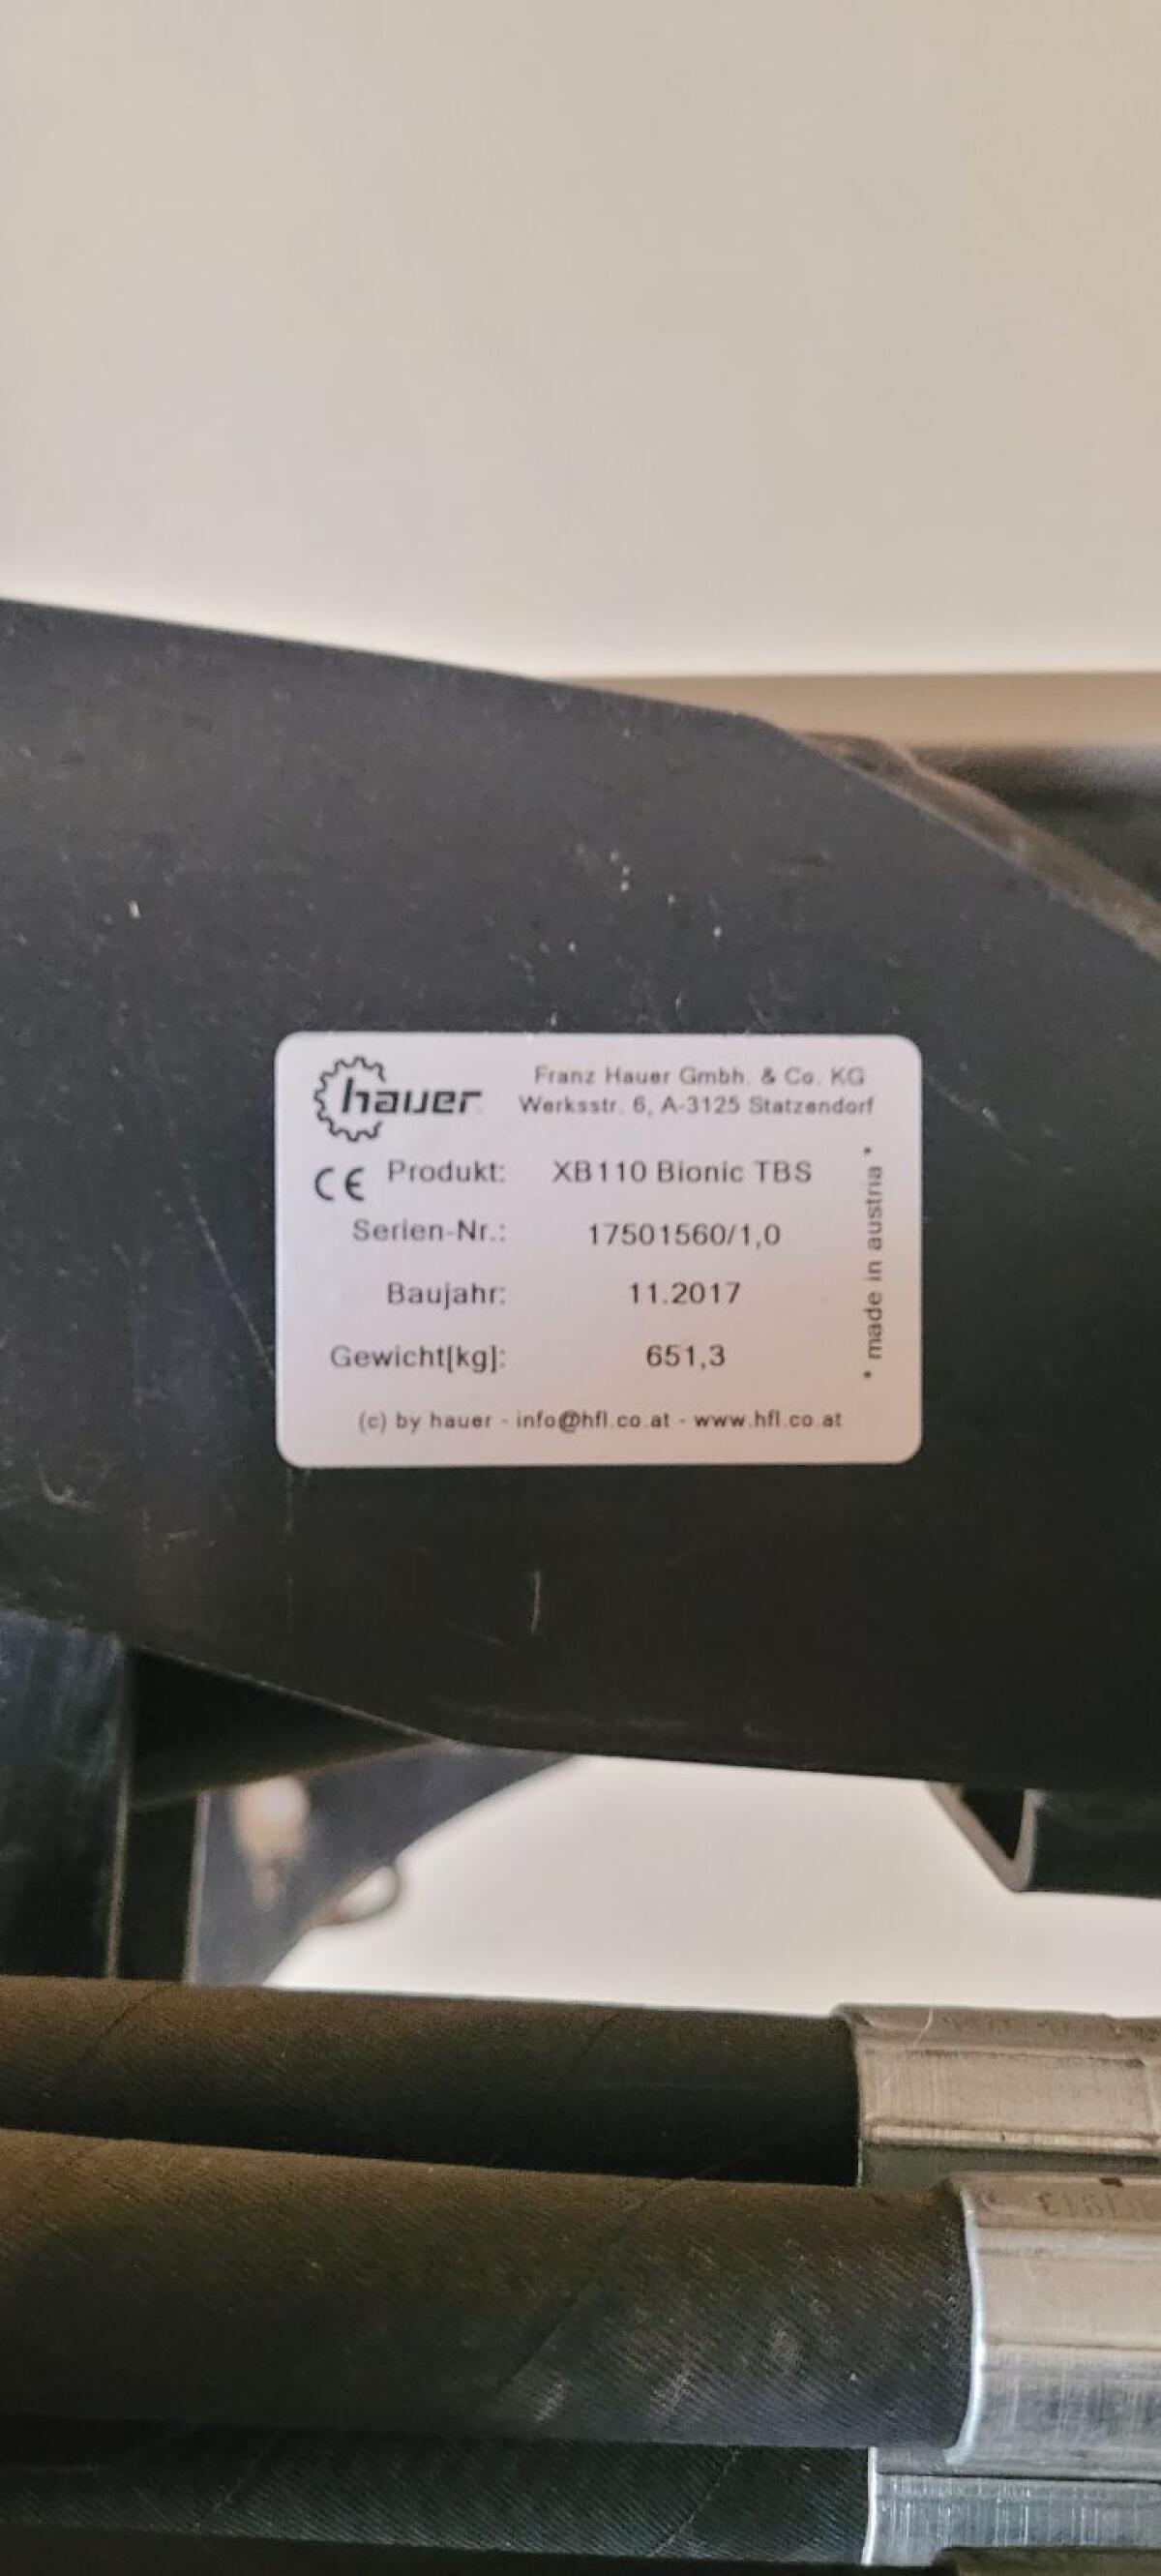 hauer
Franz Hauer Gmbh. & Co. KG
Werksstr. 6, A-3125 Statzendorf
CE
Produkt: XB110 Bionic TBS
Serien-Nr.: 17501560/1,0
Baujahr: 11.2017
Gewicht[kg]: 651,3
* made in austria *
(c) by hauer - info@hfl.co.at - www.hfl.co.at